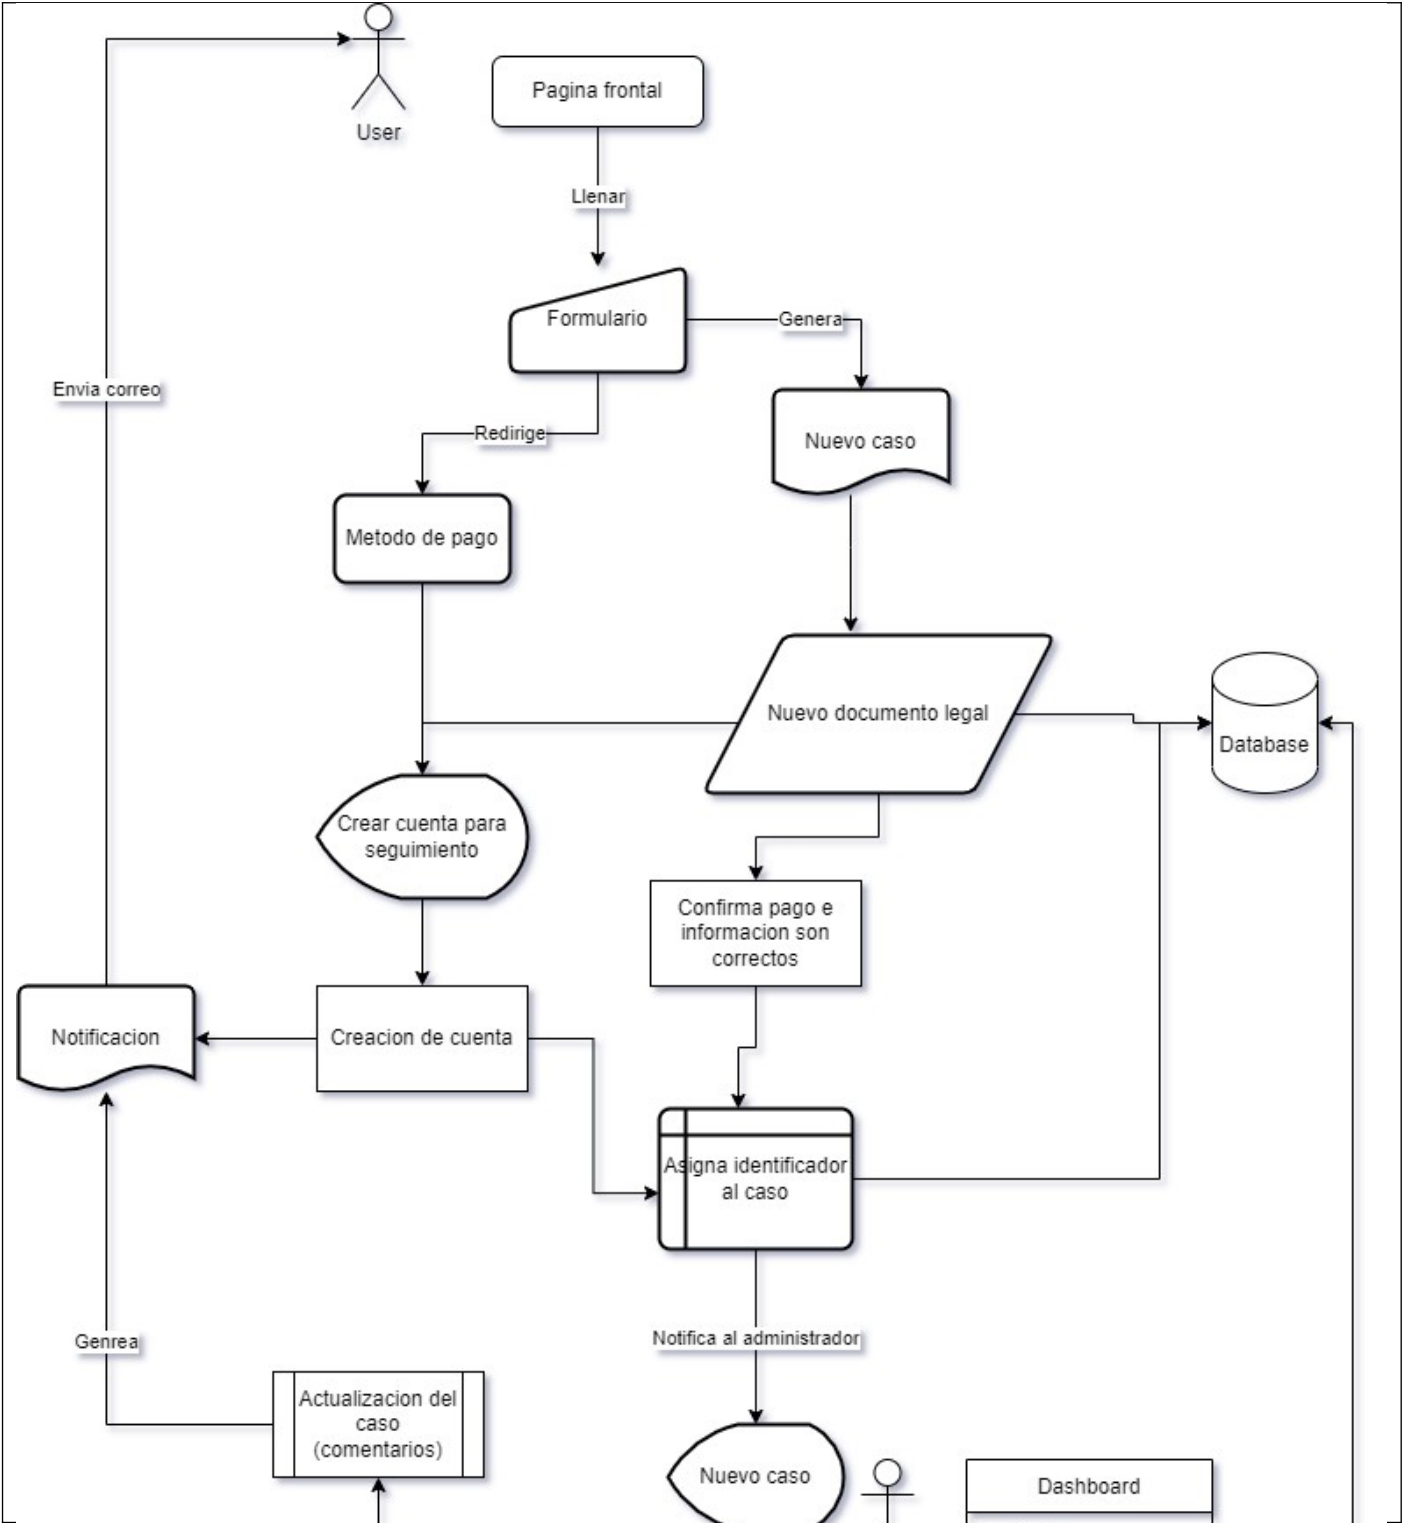 User
Pagina frontal
Llenar
Formulario
Genera
Envia correo
Redirige
Nuevo caso
Metodo de pago
Nuevo documento legal
Database
Crear cuenta para
seguimiento
Confirma pago e
informacion son
correctos
Notificacion
Creacion de cuenta
Asigna identificador
al caso
Genrea
Notifica al administrador
Actualizacion del
caso
(comentarios)
Nuevo caso
Dashboard